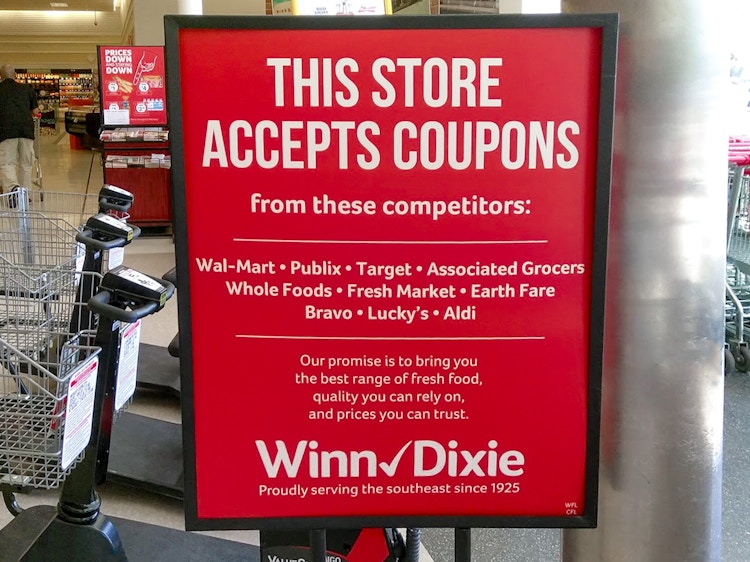 THIS STORE
ACCEPTS COUPONS
from these competitors:
Wal-Mart • Publix • Target • Associated Grocers
Whole Foods • Fresh Market • Earth Fare
Bravo • Lucky's • Aldi
Our promise is to bring you
the best range of fresh food,
quality you can rely on,
and prices you can trust.
Winn✓Dixie
Proudly serving the southeast since 1925
WFL
CFL
PRICES
DOWN
AND STAYING
DOWN